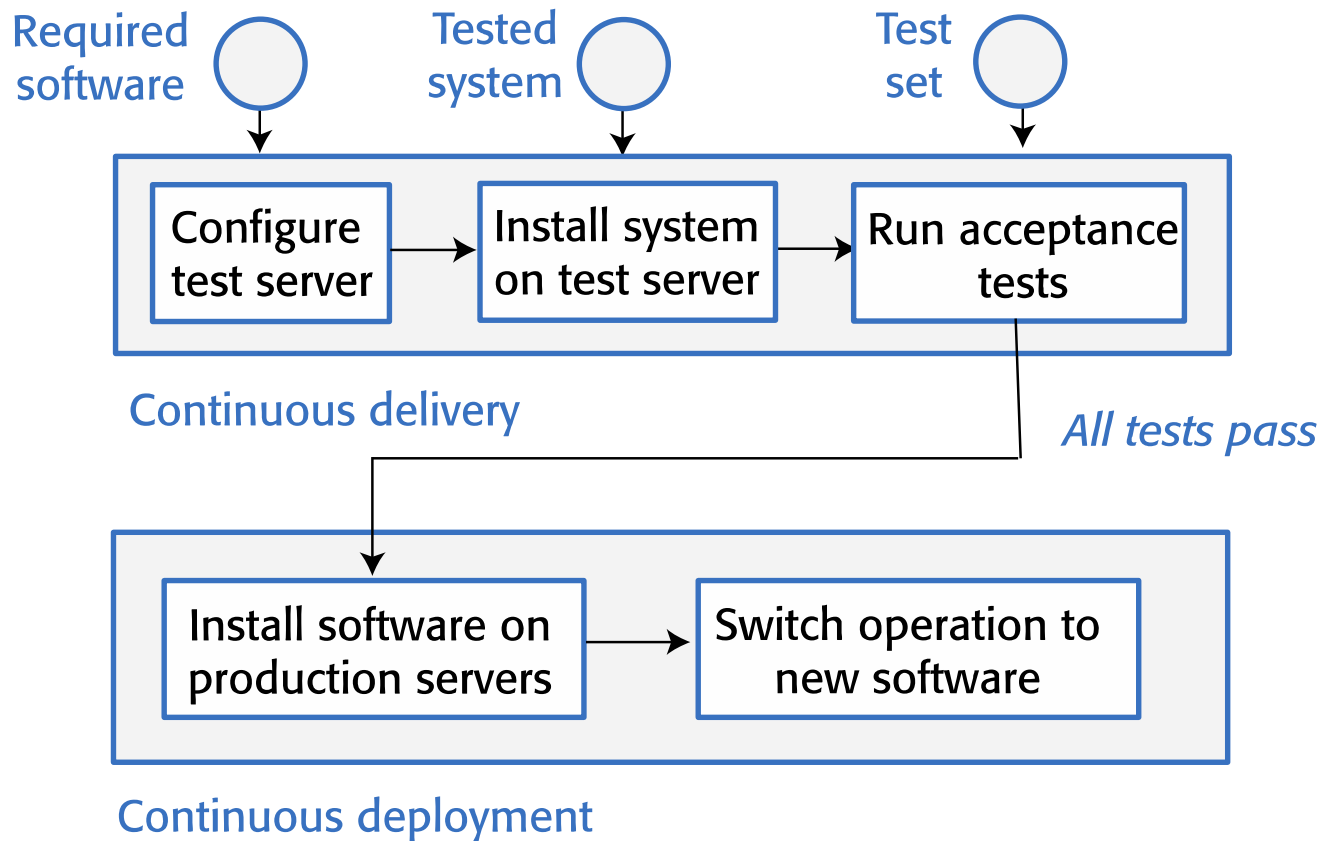 Required
software
Tested
system
Test
set
Configure
test server
Install system
on test server
Run acceptance
tests
Continuous delivery
All tests pass
Install software on
production servers
Switch operation to
new software
Continuous deployment